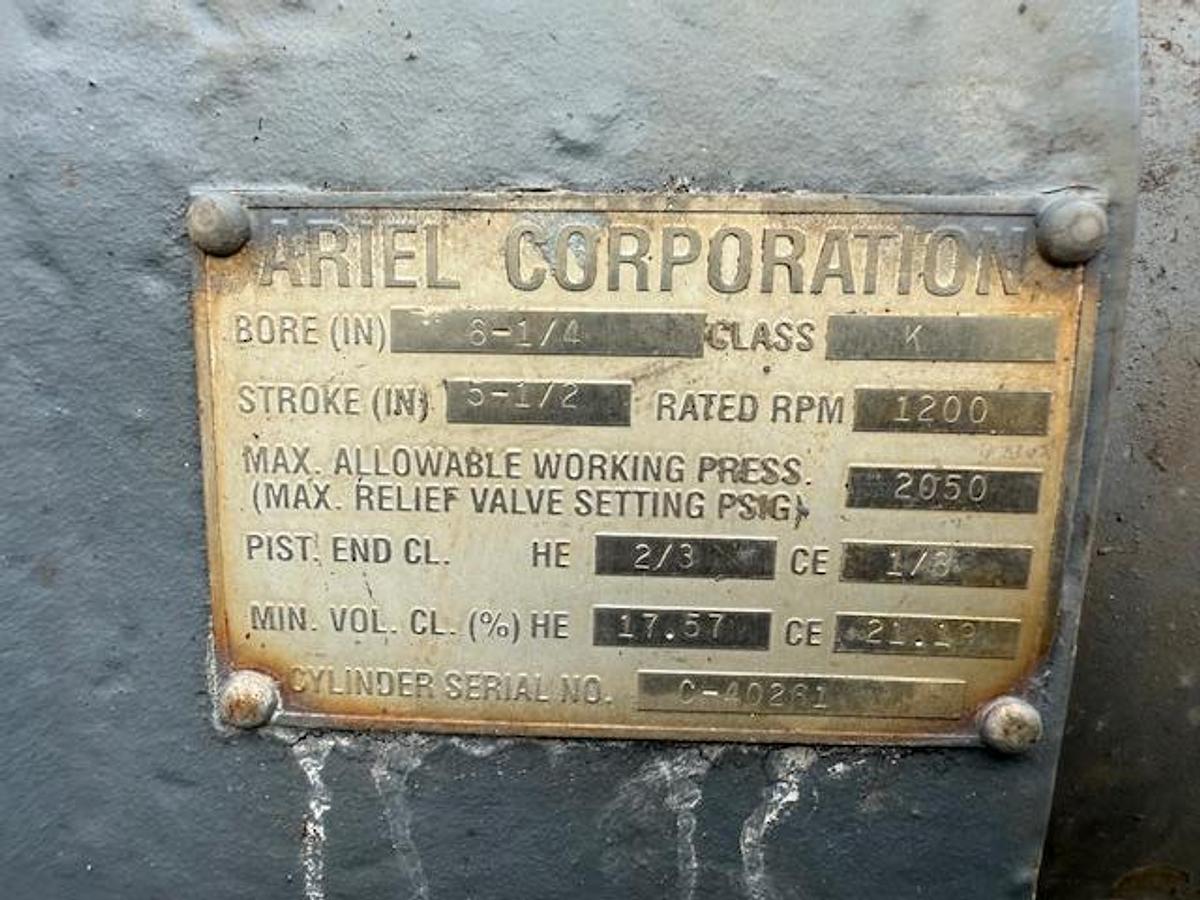 ARIEL CORPORATION
BORE (IN) 6-1/4 CLASS K
STROKE (IN) 5-1/2 RATED RPM 1200
MAX. ALLOWABLE WORKING PRESS. 2050
(MAX. RELIEF VALVE SETTING PSIG)
PIST. END CL. HE 2/3 CE 1/3
MIN. VOL. CL. (%) HE 17.57 CE 21.19
CYLINDER SERIAL NO. C-40261